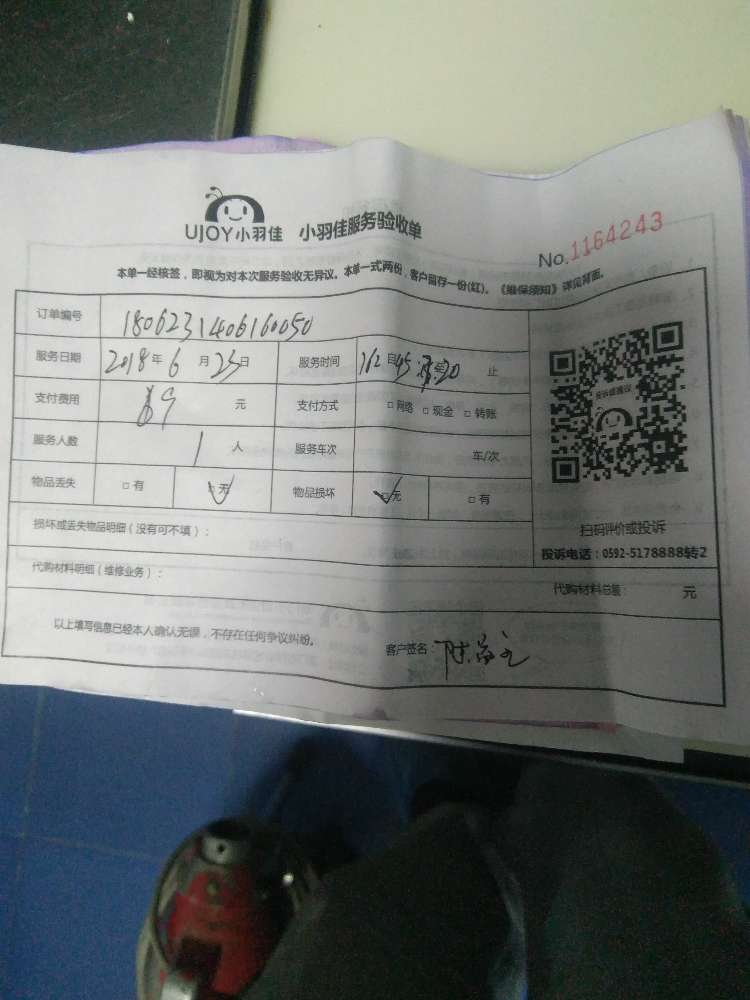 UJOY小羽佳 小羽佳服务验收单
No.1164243
本单一经核签，即视为对本次服务验收无异议。本单一式两份，客户留存一份(红)。《维保须知》详见背面。
订单编号 1806231406160050
服务日期 2018年6月23日 服务时间 自 至 20 止
支付费用 89 元 支付方式 □网络 □现金 □转账
服务人数 1人 服务车次 车/次
物品丢失 □有 □无 物品损坏 □无 □有
扫码评价或投诉
投诉电话：0592-5178888转2
损坏或丢失物品明细（没有可不填）：
代购材料明细（维修业务）： 代购材料总额： 元
以上填写信息已经本人确认无误，不存在任何争议纠纷。 客户签名：陈